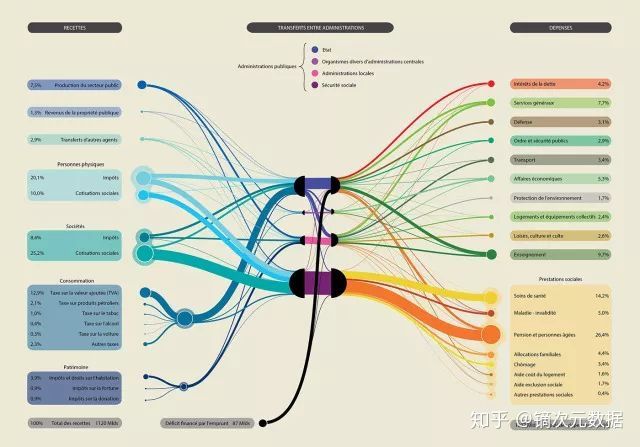 RECETTES
TRANSFERTS ENTRE ADMINISTRATIONS
DÉPENSES
Administrations publiques
Etat
Organismes divers d'administrations centrales
Administrations locales
Sécurité sociale
7,5% Production du secteur public
1,3% Revenus de la propriété publique
2,9% Transferts d'autres agents
Personnes physiques
20,1% Impôts
10,0% Cotisations sociales
Sociétés
8,6% Impôts
25,2% Cotisations sociales
Consommation
12,9% Taxe sur la valeur ajoutée (TVA)
2,1% Taxe sur produits pétroliers
1,0% Taxe sur le tabac
0,4% Taxe sur l'alcool
0,3% Taxe sur la voiture
2,3% Autres taxes
Patrimoine
3,9% Impôts et droits sur l'habitation
0,9% Impôts sur la fortune
0,9% Impôts sur la donation
100% Total des recettes 1120 Mlds
Déficit financé par l'emprunt 87 Mlds
Intérêts de la dette 4,2%
Services généraux 7,7%
Défense 3,1%
Ordre et sécurité publics 2,9%
Transport 3,4%
Affaires économiques 5,3%
Protection de l'environnement 1,7%
Logements et équipements collectifs 2,4%
Loisirs, culture et culte 2,6%
Enseignement 9,7%
Prestations sociales
Soins de santé 14,2%
Maladie - invalidité 5,0%
Pension et personnes âgées 26,4%
Allocations familiales 4,4%
Chômage 3,4%
Aide coût du logement 1,6%
Aide exclusion sociale 1,7%
Autres prestations sociales 0,4%
知乎 @镝次元数据